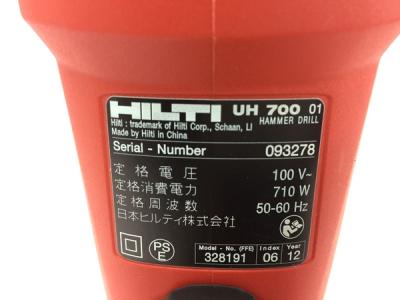 HILTI UH 700 01
HAMMER DRILL
Hilti : trademark of Hilti Corp., Schaan, LI
Made by Hilti in China
Serial - Number 093278
定格電圧 100 V~
定格消費電力 710 W
定格周波数 50-60 Hz
日本ヒルティ株式会社
PS
E
Model - No. (FFE) Index Year
328191 06 12